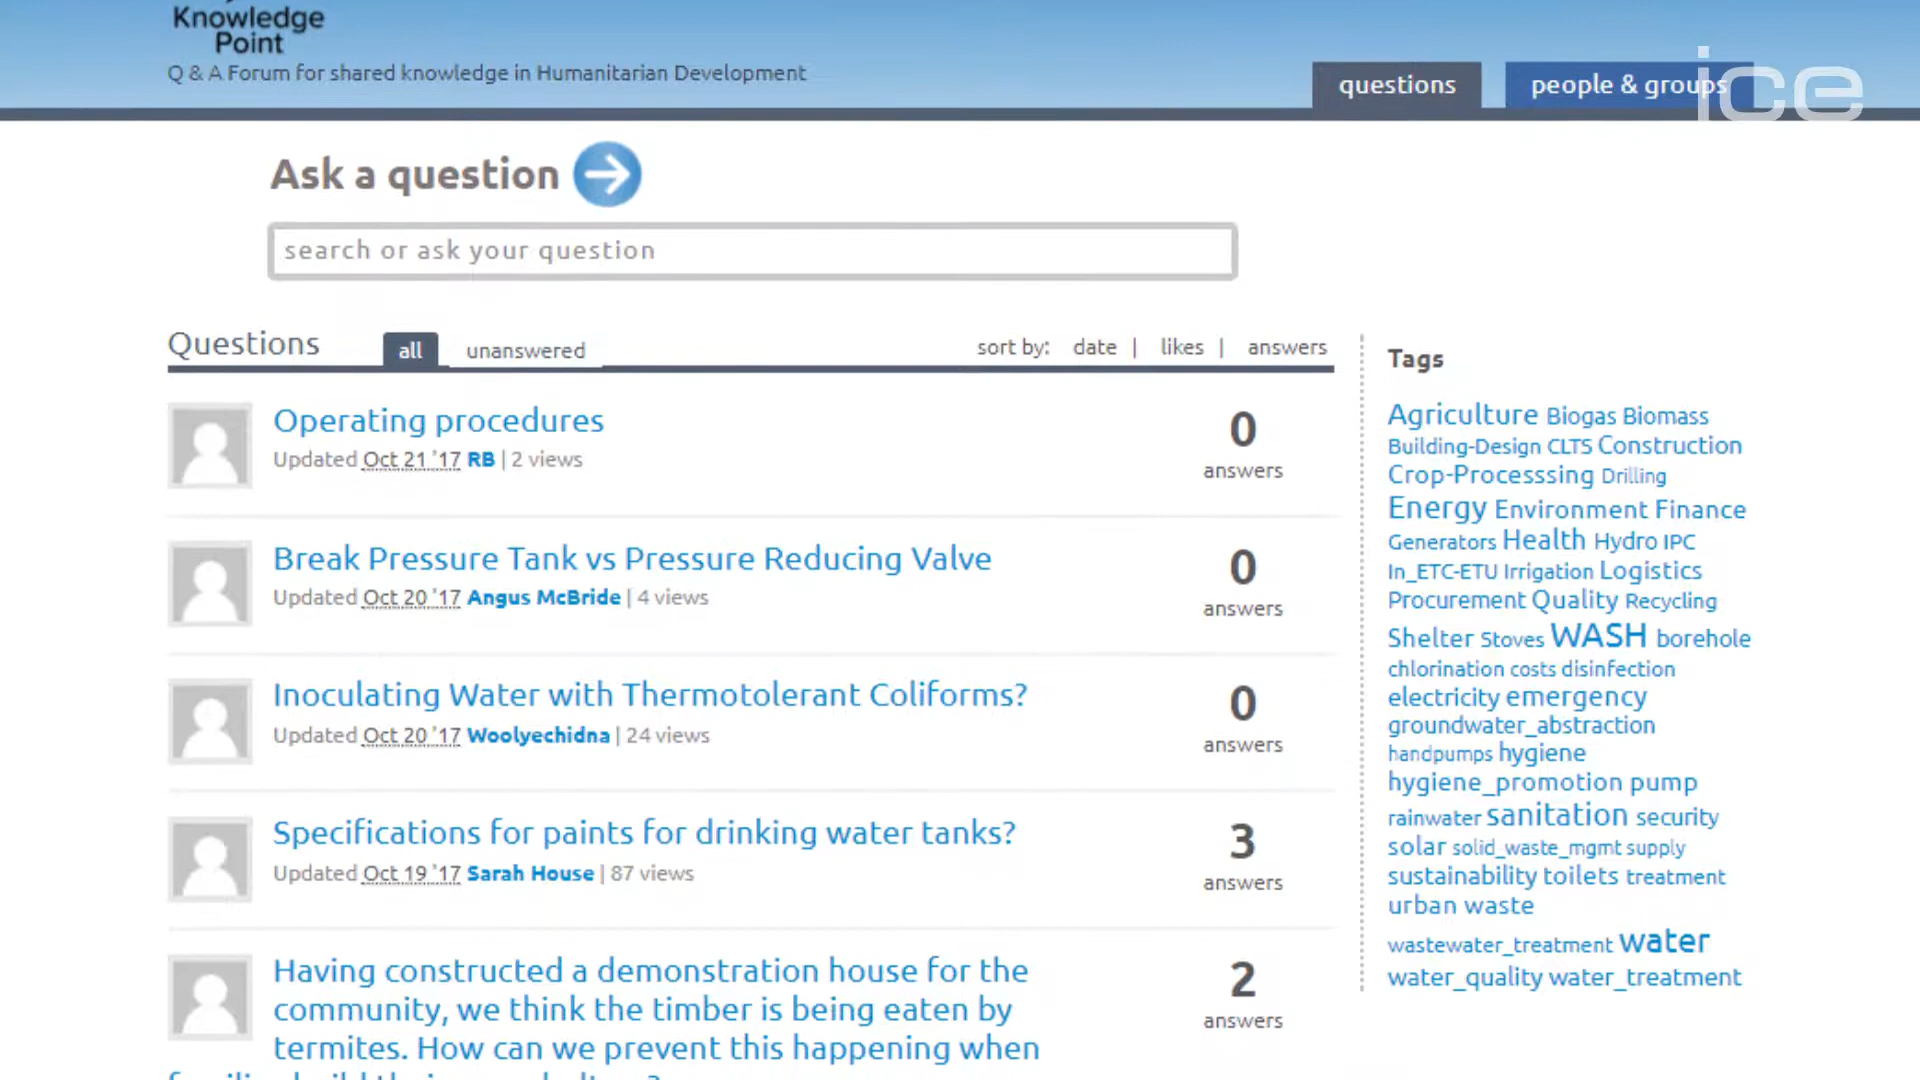 Knowledge
Point
Q & A Forum for shared knowledge in Humanitarian Development
questions
people & groups
ice
Ask a question
search or ask your question
Questions
all
unanswered
sort by: date | likes | answers
Operating procedures
Updated Oct 21 '17 RB | 2 views
0
answers
Break Pressure Tank vs Pressure Reducing Valve
Updated Oct 20 '17 Angus McBride | 4 views
0
answers
Inoculating Water with Thermotolerant Coliforms?
Updated Oct 20 '17 Woolyechidna | 24 views
0
answers
Specifications for paints for drinking water tanks?
Updated Oct 19 '17 Sarah House | 87 views
3
answers
Having constructed a demonstration house for the
community, we think the timber is being eaten by
termites. How can we prevent this happening when
2
answers
Tags
Agriculture Biogas Biomass
Building-Design CLTS Construction
Crop-Processsing Drilling
Energy Environment Finance
Generators Health Hydro IPC
In_ETC-ETU Irrigation Logistics
Procurement Quality Recycling
Shelter Stoves WASH borehole
chlorination costs disinfection
electricity emergency
groundwater_abstraction
handpumps hygiene
hygiene_promotion pump
rainwater sanitation security
solar solid_waste_mgmt supply
sustainability toilets treatment
urban waste
wastewater_treatment water
water_quality water_treatment